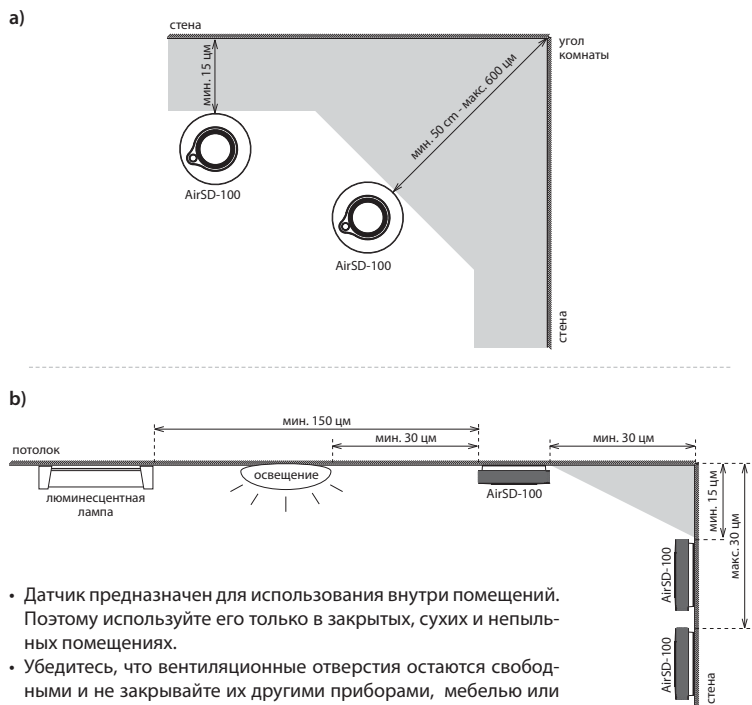 a)
стена
угол
комнаты
мин. 15 цм
мин. 50 cm - макс. 600 цм
AirSD-100
AirSD-100
стена
b)
мин. 150 цм
мин. 30 цм
мин. 30 цм
потолок
освещение
люминесцентная
лампа
AirSD-100
мин. 15 цм
макс. 30 цм
AirSD-100
AirSD-100
стена
• Датчик предназначен для использования внутри помещений.
Поэтому используйте его только в закрытых, сухих и непыль-
ных помещениях.
• Убедитесь, что вентиляционные отверстия остаются свобод-
ными и не закрывайте их другими приборами, мебелью или